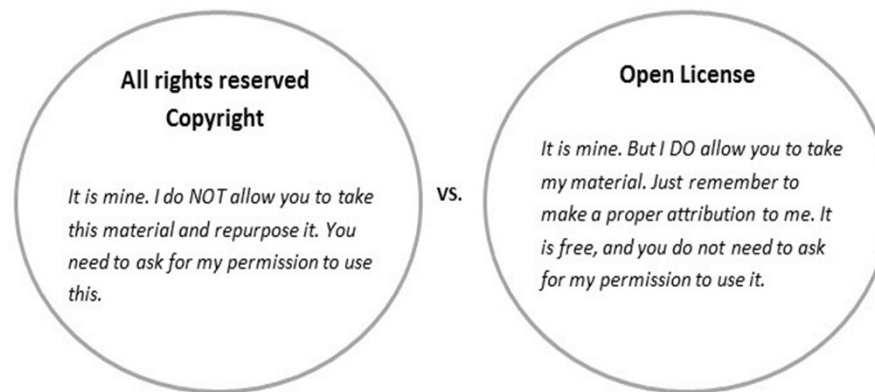 All rights reserved
Copyright
It is mine. I do NOT allow you to take
this material and repurpose it. You
need to ask for my permission to use
this.
VS.
Open License
It is mine. But I DO allow you to take
my material. Just remember to
make a proper attribution to me. It
is free, and you do not need to ask
for my permission to use it.